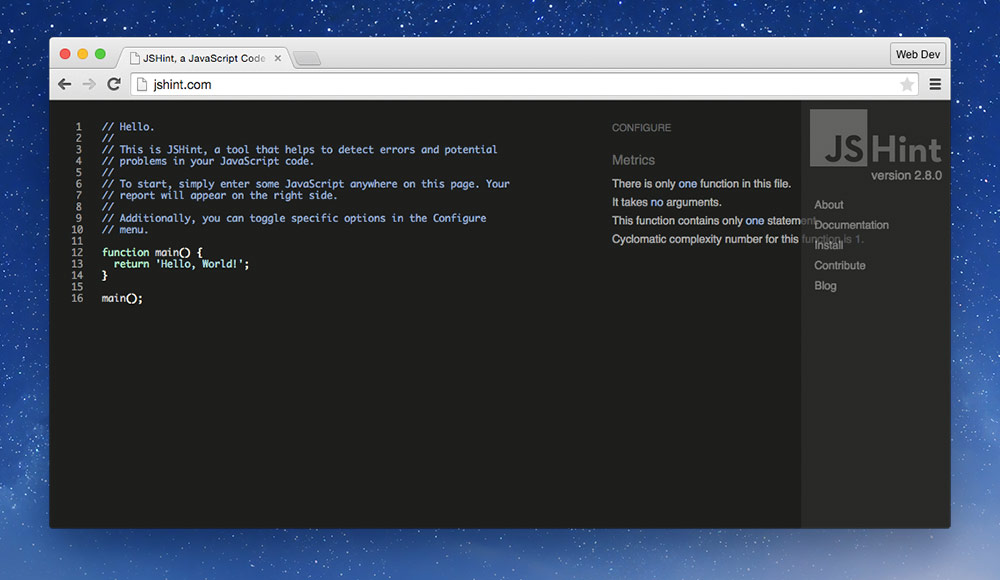 JSHint, a JavaScript Code
Web Dev
jshint.com
1 // Hello.
2 //
3 // This is JSHint, a tool that helps to detect errors and potential
4 // problems in your JavaScript code.
5 //
6 // To start, simply enter some JavaScript anywhere on this page. Your
7 // report will appear on the right side.
8 //
9 // Additionally, you can toggle specific options in the Configure
10 // menu.
11
12 function main() {
13 return 'Hello, World!';
14 }
15
16 main();
CONFIGURE
Metrics
There is only one function in this file.
It takes no arguments.
This function contains only one statement.
Cyclomatic complexity number for this function is 1.
JSHint
version 2.8.0
About
Documentation
Install
Contribute
Blog